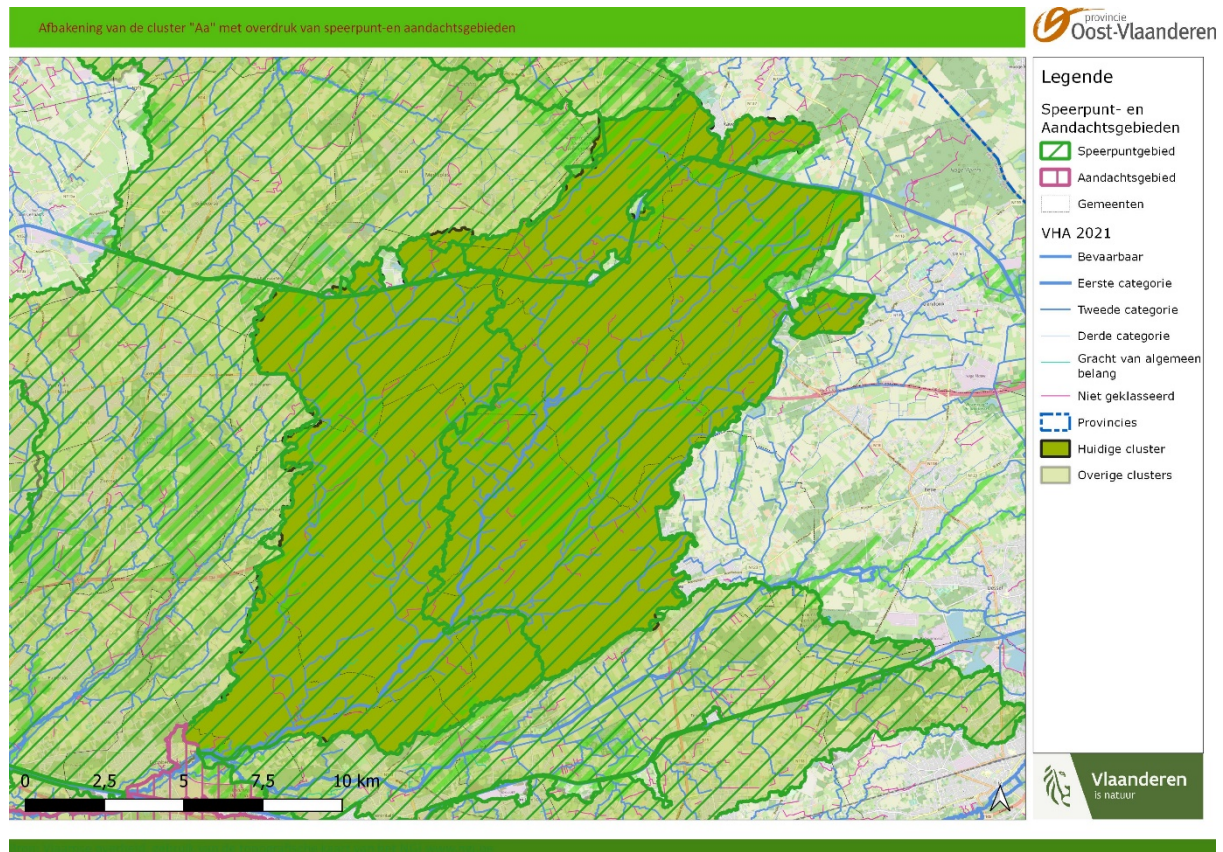 Afbakening van de cluster "Aa" met overdruk van speerpunt-en aandachtsgebieden
provincie
Oost-Vlaanderen
Legende
Speerpunt- en
Aandachtsgebieden
Speerpuntgebied
Aandachtsgebied
Gemeenten
VHA 2021
Bevaarbaar
Eerste categorie
Tweede categorie
Derde categorie
Gracht van algemeen
belang
Niet geklasseerd
Provincies
Huidige cluster
Overige clusters
0 2,5 5 7,5 10 km
Vlaanderen
is natuur